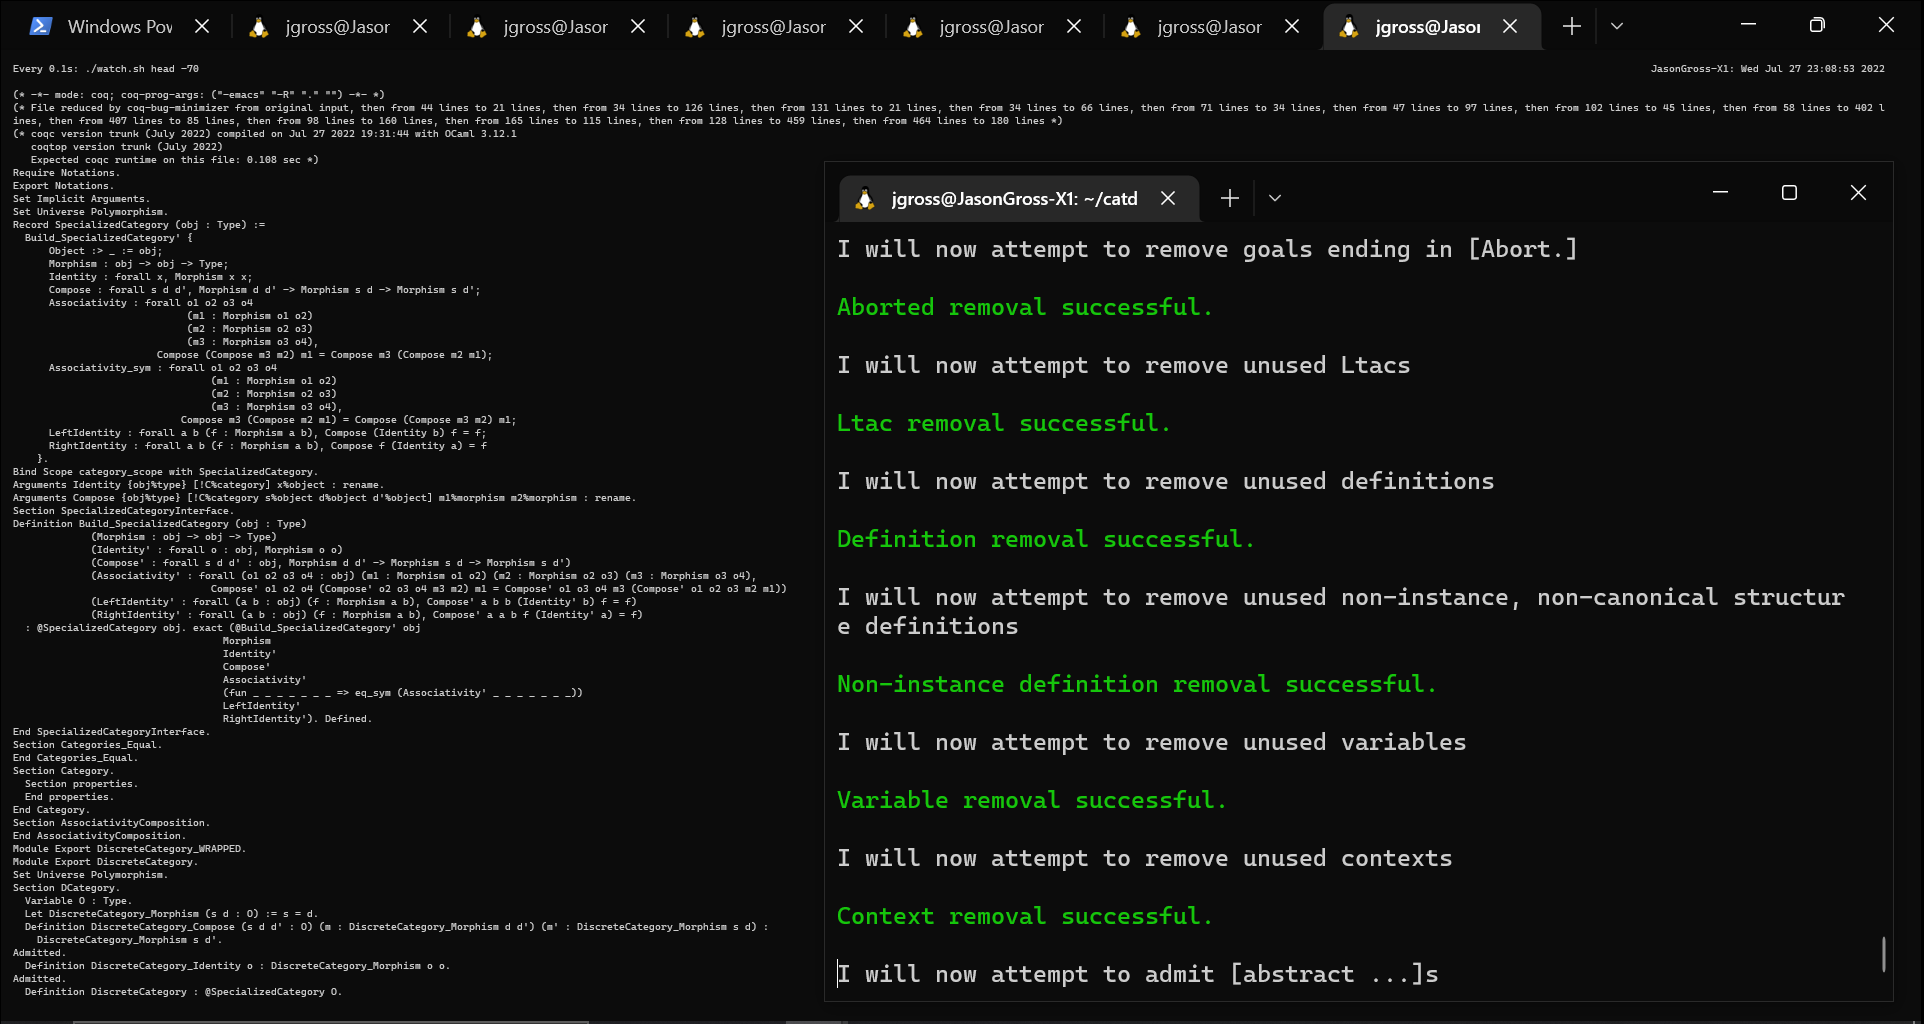 Windows Pov
jgross@Jasor
jgross@Jasor
jgross@Jasor
jgross@Jasor
jgross@Jasor
jgross@Jasor
Every 0.1s: ./watch.sh head -70
JasonGross-X1: Wed Jul 27 23:08:53 2022
(* -*- mode: coq; coq-prog-args: ("-emacs" "-R" "." "") -*- *)
(* File reduced by coq-bug-minimizer from original input, then from 44 lines to 21 lines, then from 34 lines to 126 lines, then from 131 lines to 21 lines, then from 34 lines to 66 lines, then from 71 lines to 34 lines, then from 47 lines to 97 lines, then from 102 lines to 45 lines, then from 58 lines to 402 l
ines, then from 407 lines to 85 lines, then from 98 lines to 160 lines, then from 165 lines to 115 lines, then from 128 lines to 459 lines, then from 464 lines to 180 lines *)
(* coqc version trunk (July 2022) compiled on Jul 27 2022 19:31:44 with OCaml 3.12.1
   coqtop version trunk (July 2022)
   Expected coqc runtime on this file: 0.108 sec *)
Require Notations.
Export Notations.
Set Implicit Arguments.
Set Universe Polymorphism.
Record SpecializedCategory (obj : Type) :=
  Build_SpecializedCategory' {
      Object :> _ := obj;
      Morphism : obj -> obj -> Type;
      Identity : forall x, Morphism x x;
      Compose : forall s d d', Morphism d d' -> Morphism s d -> Morphism s d';
      Associativity : forall o1 o2 o3 o4
                             (m1 : Morphism o1 o2)
                             (m2 : Morphism o2 o3)
                             (m3 : Morphism o3 o4),
                        Compose (Compose m3 m2) m1 = Compose m3 (Compose m2 m1);
      Associativity_sym : forall o1 o2 o3 o4
                                 (m1 : Morphism o1 o2)
                                 (m2 : Morphism o2 o3)
                                 (m3 : Morphism o3 o4),
                            Compose m3 (Compose m2 m1) = Compose (Compose m3 m2) m1;
      LeftIdentity : forall a b (f : Morphism a b), Compose (Identity b) f = f;
      RightIdentity : forall a b (f : Morphism a b), Compose f (Identity a) = f
    }.
Bind Scope category_scope with SpecializedCategory.
Arguments Identity {obj%type} [!C%category] x%object : rename.
Arguments Compose {obj%type} [!C%category s%object d%object d'%object] m1%morphism m2%morphism : rename.
Section SpecializedCategoryInterface.
Definition Build_SpecializedCategory (obj : Type)
             (Morphism : obj -> obj -> Type)
             (Identity' : forall o : obj, Morphism o o)
             (Compose' : forall s d d' : obj, Morphism d d' -> Morphism s d -> Morphism s d')
             (Associativity' : forall (o1 o2 o3 o4 : obj) (m1 : Morphism o1 o2) (m2 : Morphism o2 o3) (m3 : Morphism o3 o4),
                                 Compose' o1 o2 o4 (Compose' o2 o3 o4 m3 m2) m1 = Compose' o1 o3 o4 m3 (Compose' o1 o2 o3 m2 m1))
             (LeftIdentity' : forall (a b : obj) (f : Morphism a b), Compose' a b b (Identity' b) f = f)
             (RightIdentity' : forall (a b : obj) (f : Morphism a b), Compose' a a b f (Identity' a) = f)
  : @SpecializedCategory obj. exact (@Build_SpecializedCategory' obj
                                   Morphism
                                   Identity'
                                   Compose'
                                   Associativity'
                                   (fun _ _ _ _ _ _ _ => eq_sym (Associativity' _ _ _ _ _ _ _))
                                   LeftIdentity'
                                   RightIdentity'). Defined.
End SpecializedCategoryInterface.
Section Categories_Equal.
End Categories_Equal.
Section Category.
  Section properties.
  End properties.
End Category.
Section AssociativityComposition.
End AssociativityComposition.
Module Export DiscreteCategory_WRAPPED.
Module Export DiscreteCategory.
Set Universe Polymorphism.
Section DCategory.
  Variable O : Type.
  Let DiscreteCategory_Morphism (s d : O) := s = d.
  Definition DiscreteCategory_Compose (s d d' : O) (m : DiscreteCategory_Morphism d d') (m' : DiscreteCategory_Morphism s d) :
    DiscreteCategory_Morphism s d'.
Admitted.
  Definition DiscreteCategory_Identity o : DiscreteCategory_Morphism o o.
Admitted.
  Definition DiscreteCategory : @SpecializedCategory O.
jgross@JasonGross-X1: ~/catd
I will now attempt to remove goals ending in [Abort.]
Aborted removal successful.
I will now attempt to remove unused Ltacs
Ltac removal successful.
I will now attempt to remove unused definitions
Definition removal successful.
I will now attempt to remove unused non-instance, non-canonical structur
e definitions
Non-instance definition removal successful.
I will now attempt to remove unused variables
Variable removal successful.
I will now attempt to remove unused contexts
Context removal successful.
I will now attempt to admit [abstract ...]s